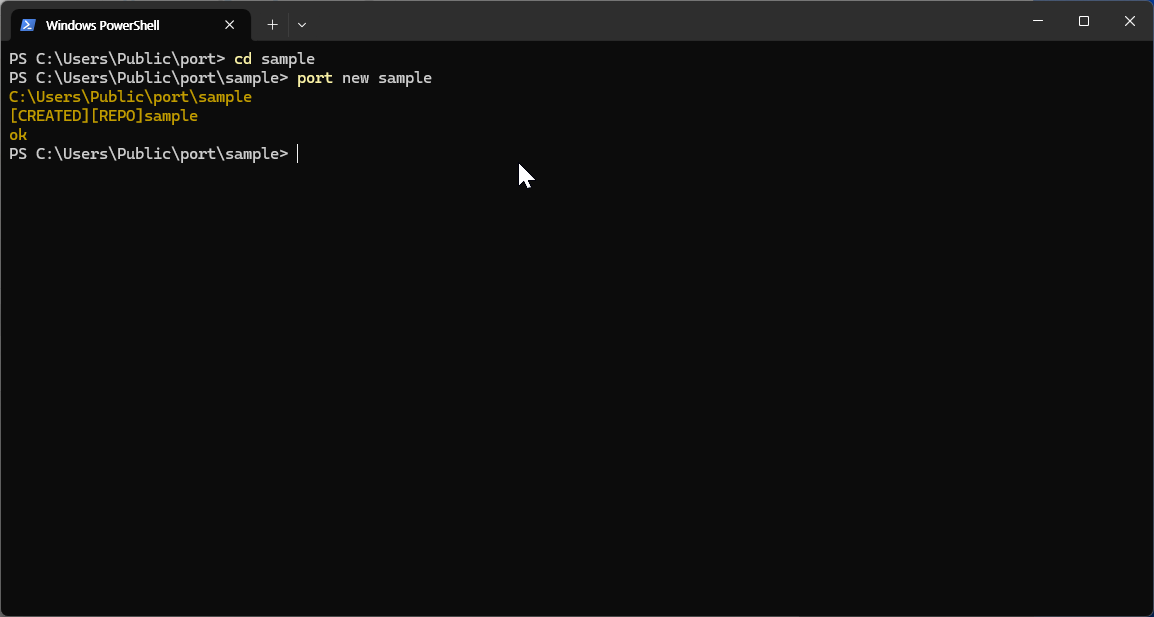 Windows PowerShell
PS C:\Users\Public\port> cd sample
PS C:\Users\Public\port\sample> port new sample
C:\Users\Public\port\sample
[CREATED][REPO]sample
ok
PS C:\Users\Public\port\sample>